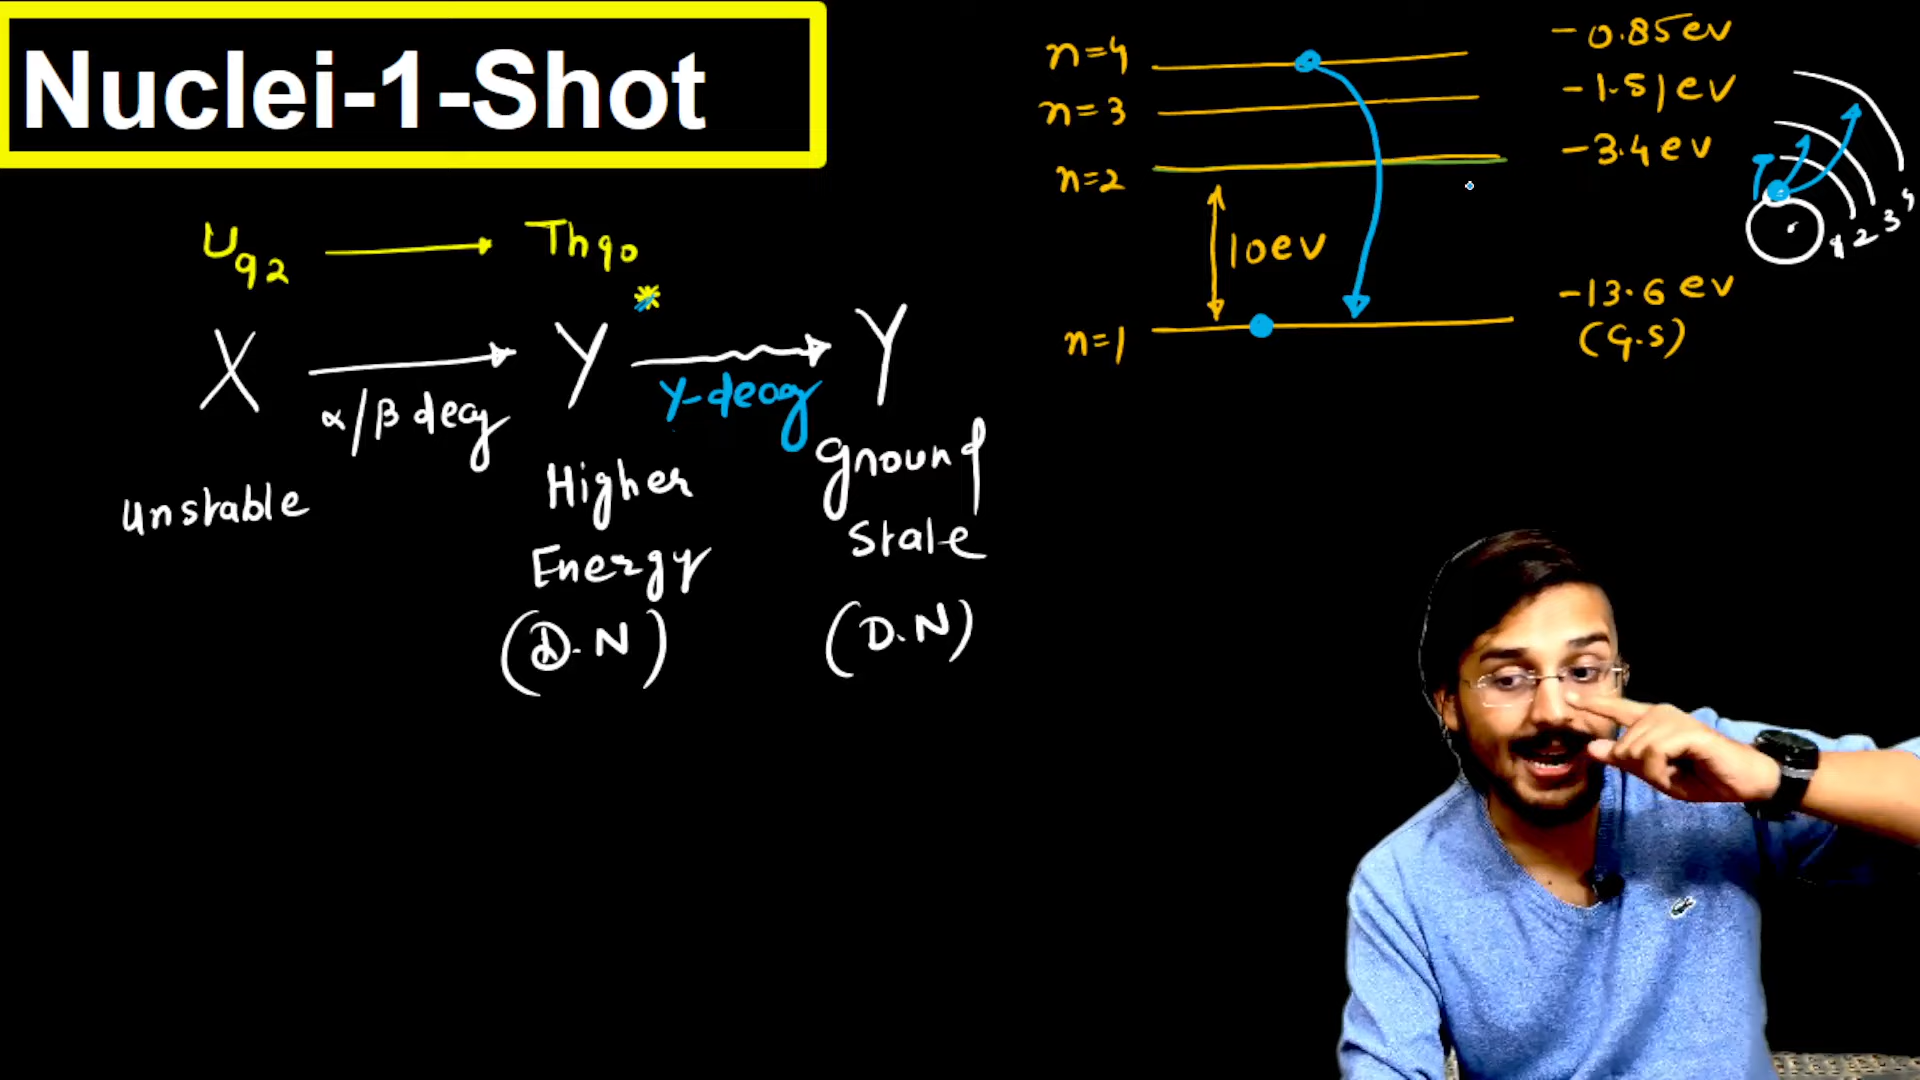 Nuclei-1-Shot
U92 → Th90
X → Y* → Y
α/β decay
γ-decay
Unstable
Higher
Energy
(D.N)
ground
State
(D.N)
n=4 -0.85ev
n=3 -1.51ev
n=2 -3.4ev
10ev
n=1 -13.6ev
(G.S)
1 2 3 4